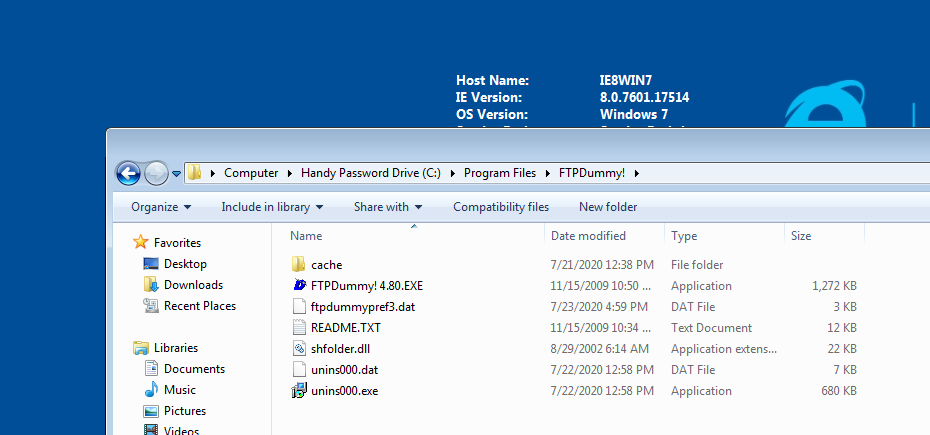 Host Name: IE8WIN7
IE Version: 8.0.7601.17514
OS Version: Windows 7
Computer Handy Password Drive (C:) Program Files FTPDummy!
Organize Include in library Share with Compatibility files New folder
Name Date modified Type Size
Favorites
Desktop
Downloads
Recent Places
Libraries
Documents
Music
Pictures
Videos
cache 7/21/2020 12:38 PM File folder
FTPDummy! 4.80.EXE 11/15/2009 10:50 ... Application 1,272 KB
ftpdummypref3.dat 7/23/2020 4:59 PM DAT File 3 KB
README.TXT 11/15/2009 10:34 ... Text Document 12 KB
shfolder.dll 8/29/2002 6:14 AM Application extens... 22 KB
unins000.dat 7/22/2020 12:58 PM DAT File 7 KB
unins000.exe 7/22/2020 12:58 PM Application 680 KB